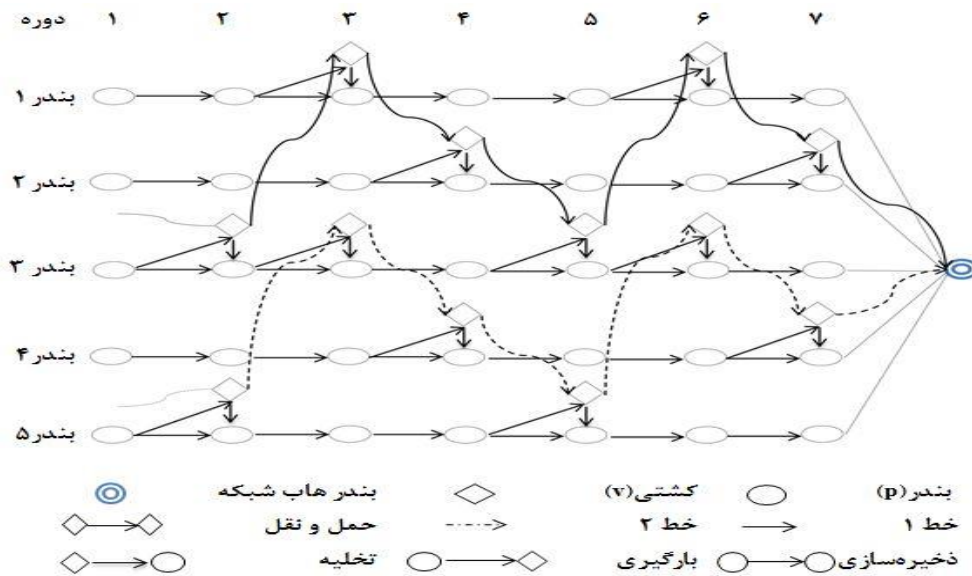 دوره ۱ ۲ ۳ ۴ ۵ ۶ ۷
بندر ۱
بندر ۲
بندر ۳
بندر ۴
بندر ۵
بندر(p) کشتی(v) بندر هاب شبکه
خط ۱ خط ۲ حمل و نقل
ذخیره‌سازی بارگیری تخلیه